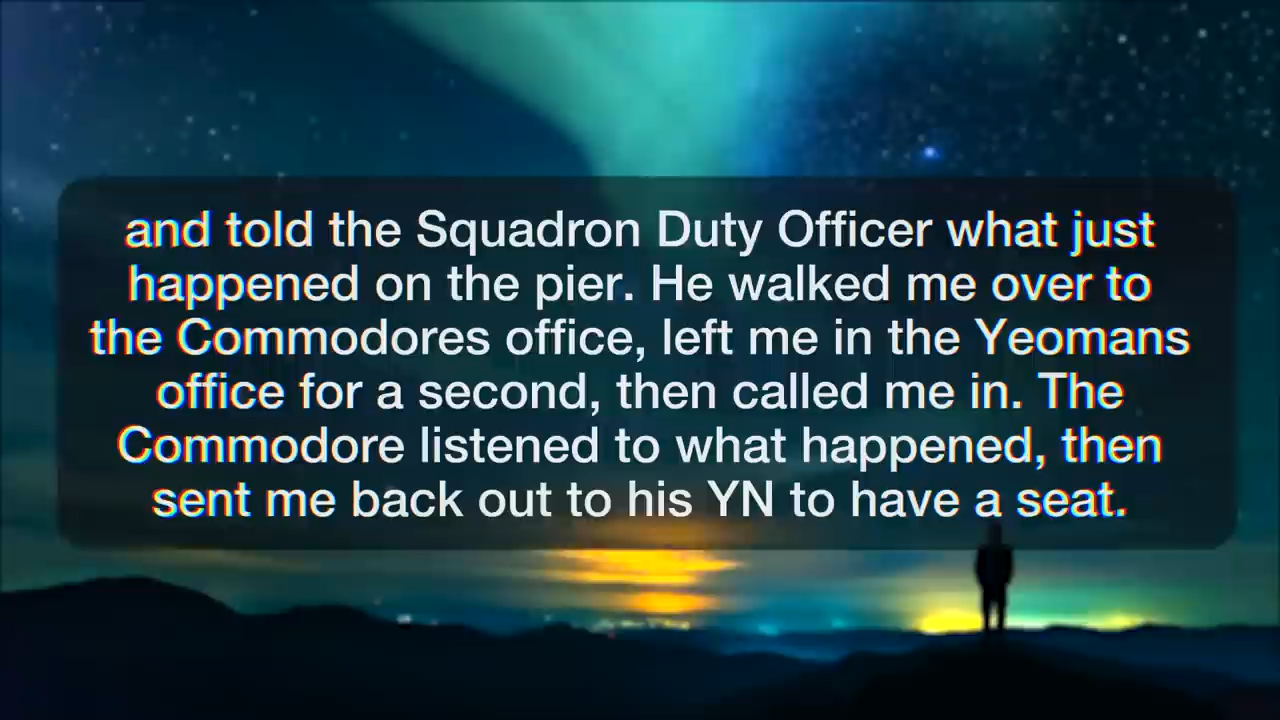 and told the Squadron Duty Officer what just
happened on the pier. He walked me over to
the Commodores office, left me in the Yeomans
office for a second, then called me in. The
Commodore listened to what happened, then
sent me back out to his YN to have a seat.